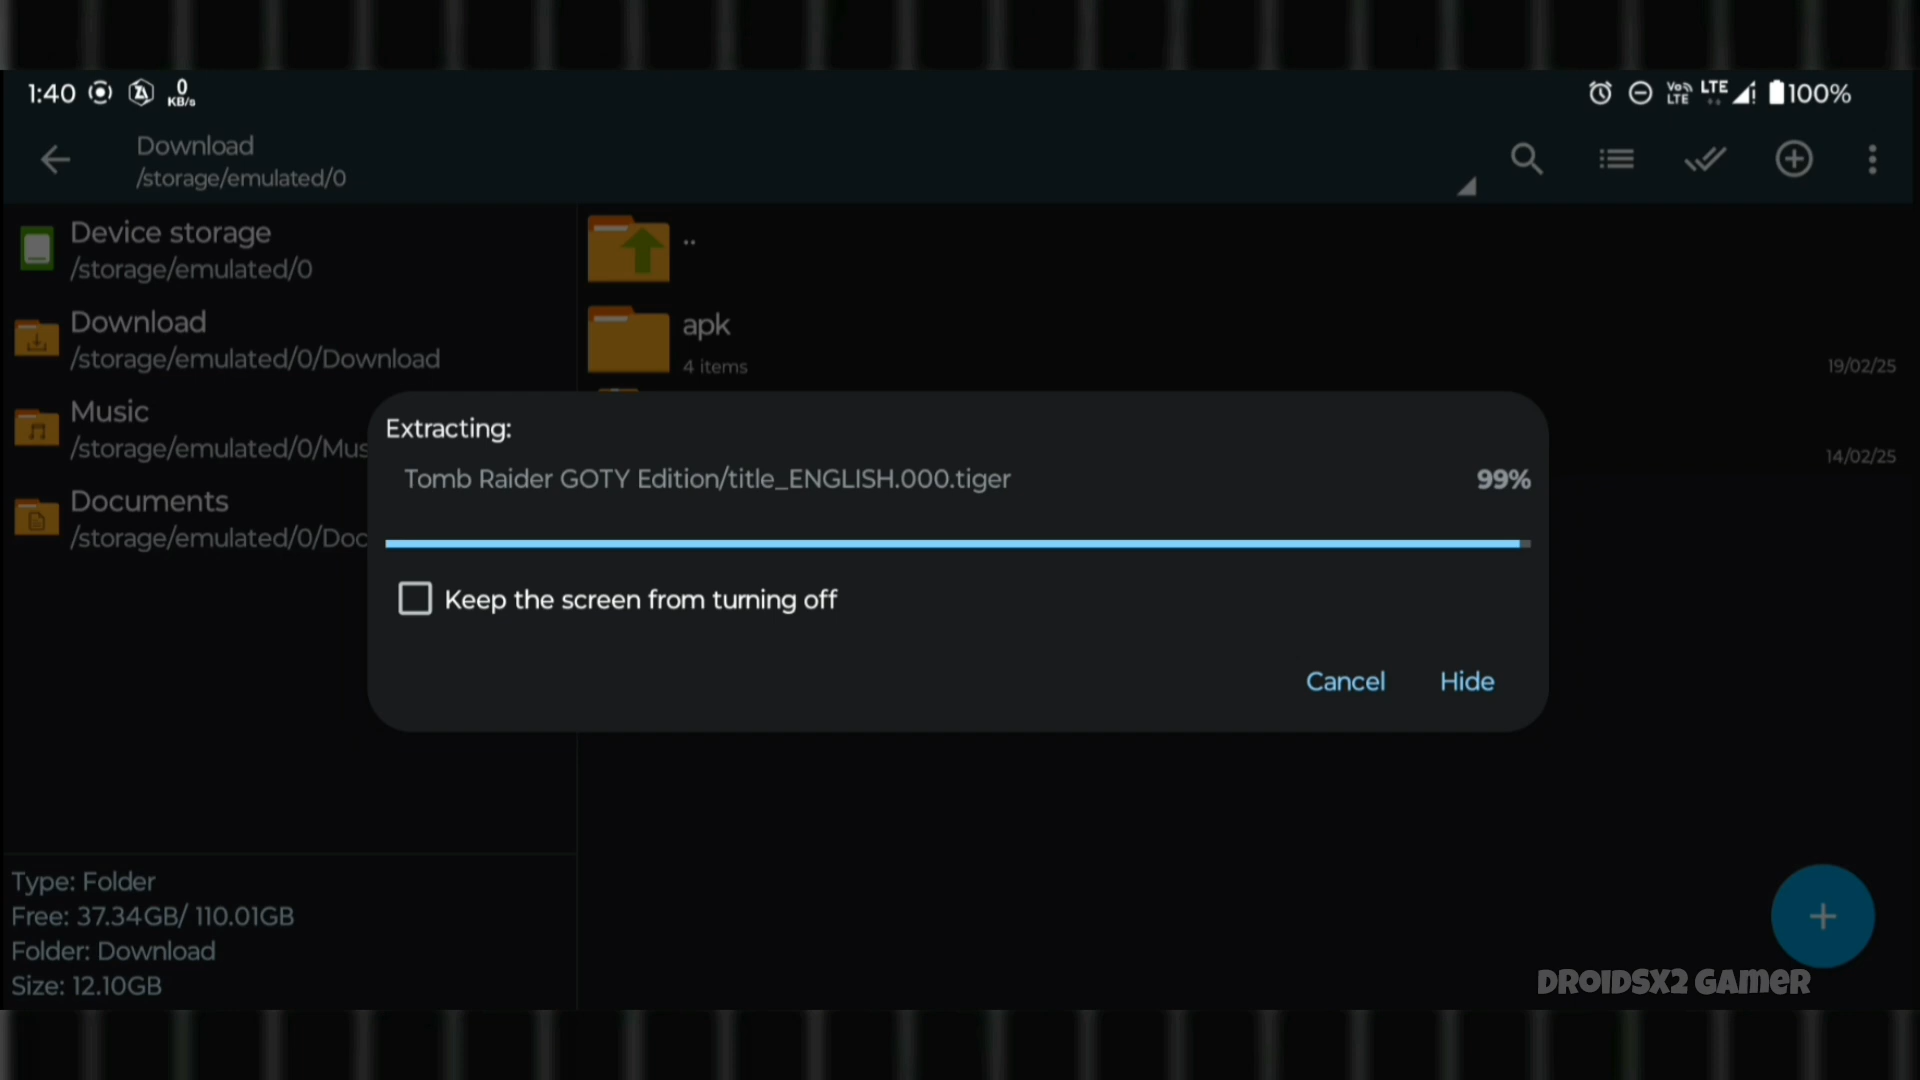 1:40 0 KB/s Vo LTE LTE 100%
Download
/storage/emulated/0
Device storage
/storage/emulated/0
Download
/storage/emulated/0/Download
Music
/storage/emulated/0/Mus
Documents
/storage/emulated/0/Doc
..
apk
4 items
19/02/25
14/02/25
Extracting:
Tomb Raider GOTY Edition/title_ENGLISH.000.tiger
99%
Keep the screen from turning off
Cancel Hide
Type: Folder
Free: 37.34GB/ 110.01GB
Folder: Download
Size: 12.10GB
DROIDSX2 GAMER